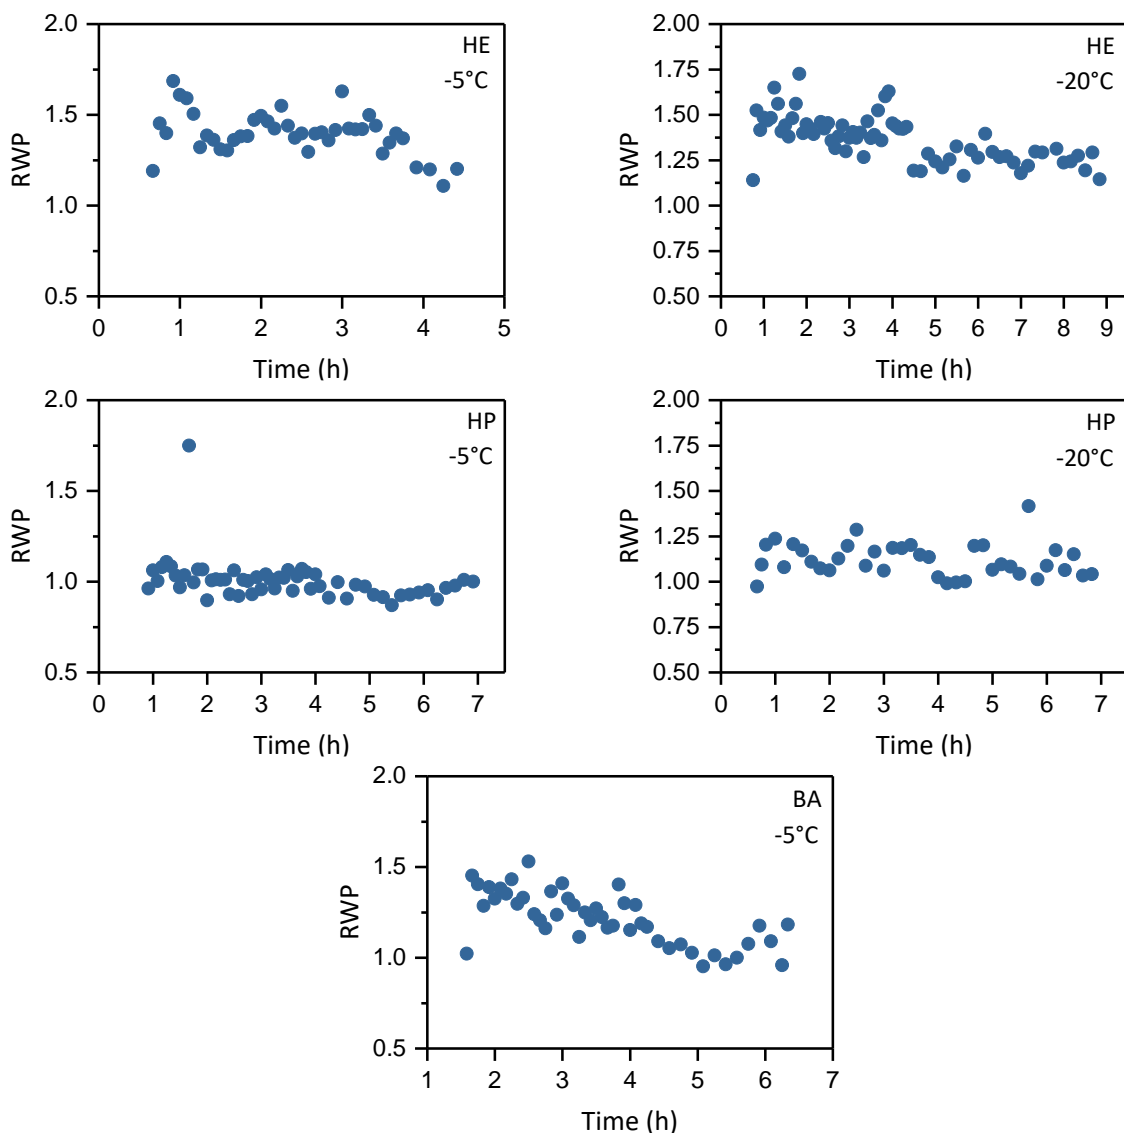 2.0
HE
-5°C
1.5
RWP
1.0
0.5
0 1 2 3 4 5
Time (h)
2.00
HE
-20°C
1.75
1.50
RWP
1.25
1.00
0.75
0.50
0 1 2 3 4 5 6 7 8 9
Time (h)
2.0
HP
-5°C
1.5
RWP
1.0
0.5
0 1 2 3 4 5 6 7
Time (h)
2.00
HP
-20°C
1.75
1.50
RWP
1.25
1.00
0.75
0.50
0 1 2 3 4 5 6 7
Time (h)
2.0
BA
-5°C
1.5
RWP
1.0
0.5
1 2 3 4 5 6 7
Time (h)